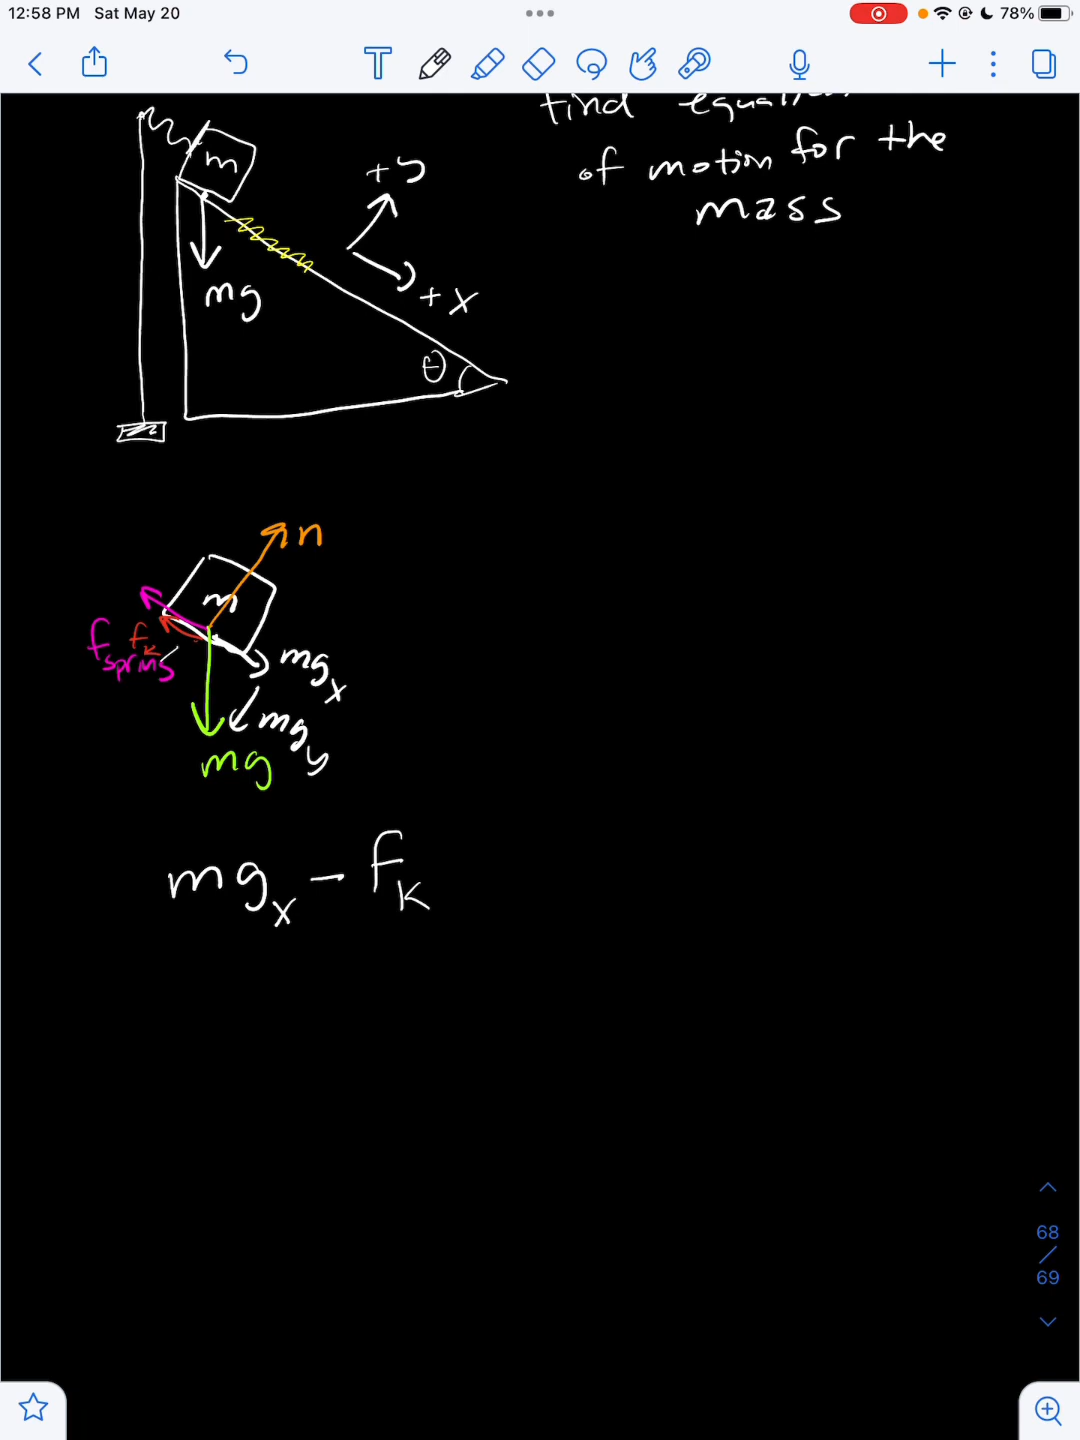 12:58 PM Sat May 20
78%
T
find
of motion for the
mass
m
+y
mg
+x
θ
n
m
f spring
fk
mgx
mgy
mg
mgx - fk
68
/
69